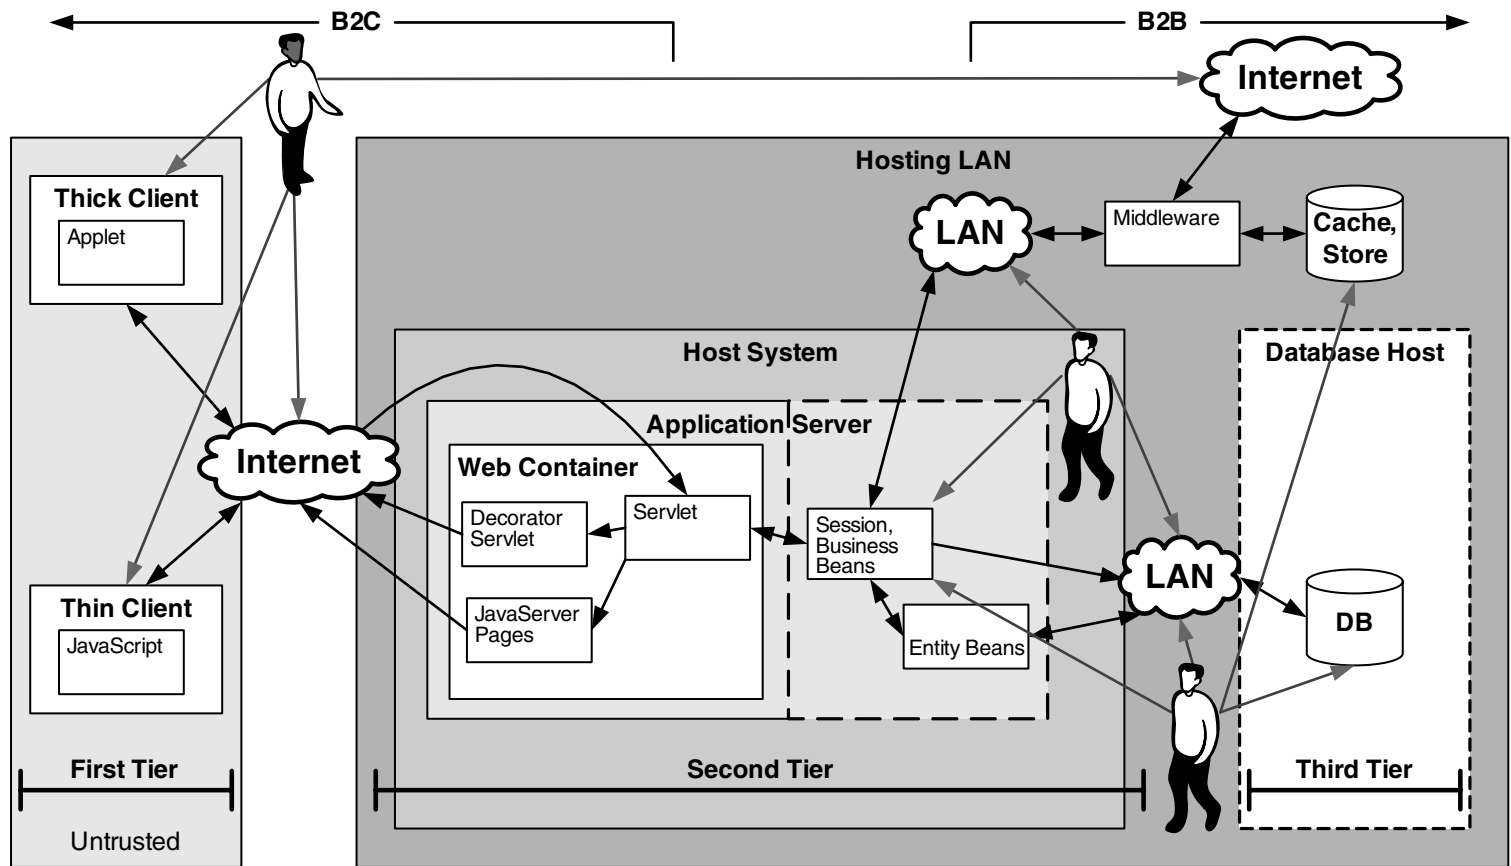 B2C
B2B
Internet
Hosting LAN
Thick Client
Applet
LAN
Middleware
Cache,
Store
Host System
Database Host
Application Server
Internet
Web Container
Decorator
Servlet
Servlet
Session,
Business
Beans
LAN
JavaServer
Pages
Entity Beans
DB
Thin Client
JavaScript
First Tier
Second Tier
Third Tier
Untrusted